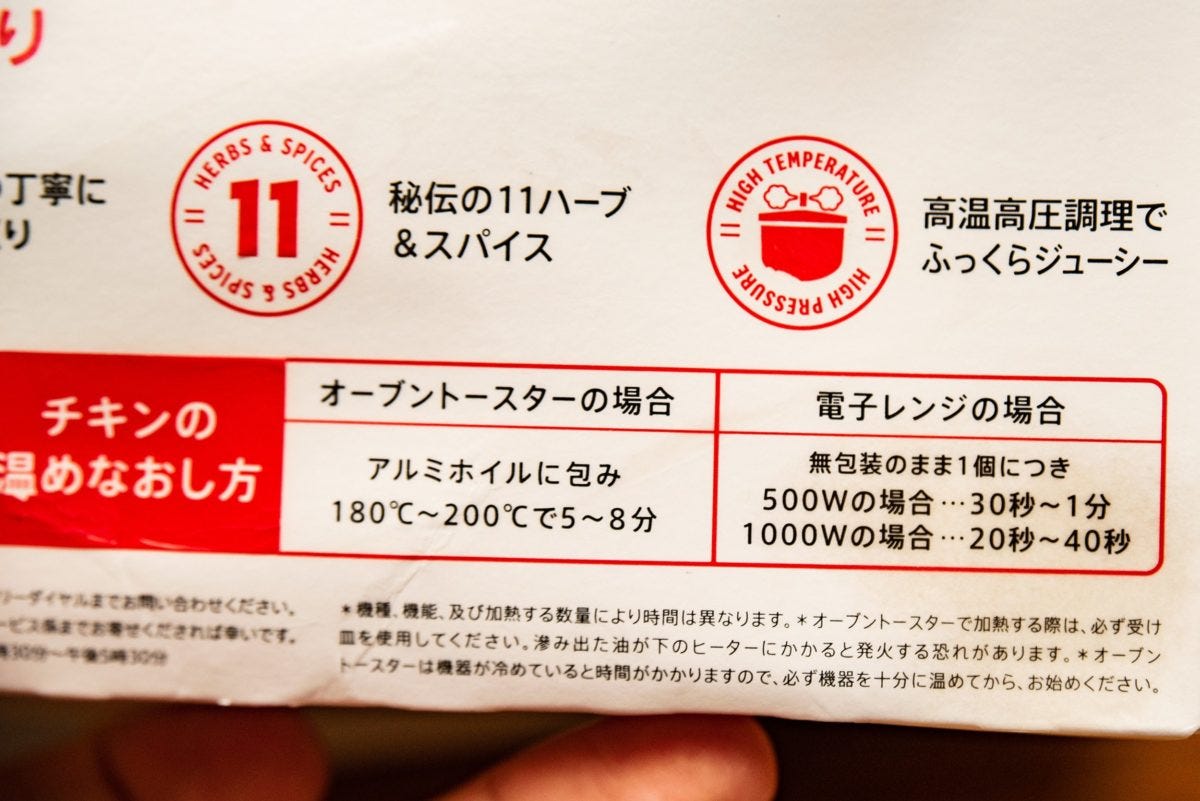 り
丁寧に
り
HERBS & SPICES
11
HERBS & SPICES
秘伝の11ハーブ
&スパイス
HIGH TEMPERATURE
HIGH PRESSURE
高温高圧調理で
ふっくらジューシー
チキンの
温めなおし方
オーブントースターの場合
アルミホイルに包み
180℃〜200℃で5〜8分
電子レンジの場合
無包装のまま1個につき
500Wの場合…30秒〜1分
1000Wの場合…20秒〜40秒
リーダイヤルまでお問い合わせください。
ービス係までお寄せくだされば幸いです。
時30分〜午後5時30分
*機種、機能、及び加熱する数量により時間は異なります。*オーブントースターで加熱する際は、必ず受け
皿を使用してください。滲み出た油が下のヒーターにかかると発火する恐れがあります。*オーブン
トースターは機器が冷めていると時間がかかりますので、必ず機器を十分に温めてから、お始めください。